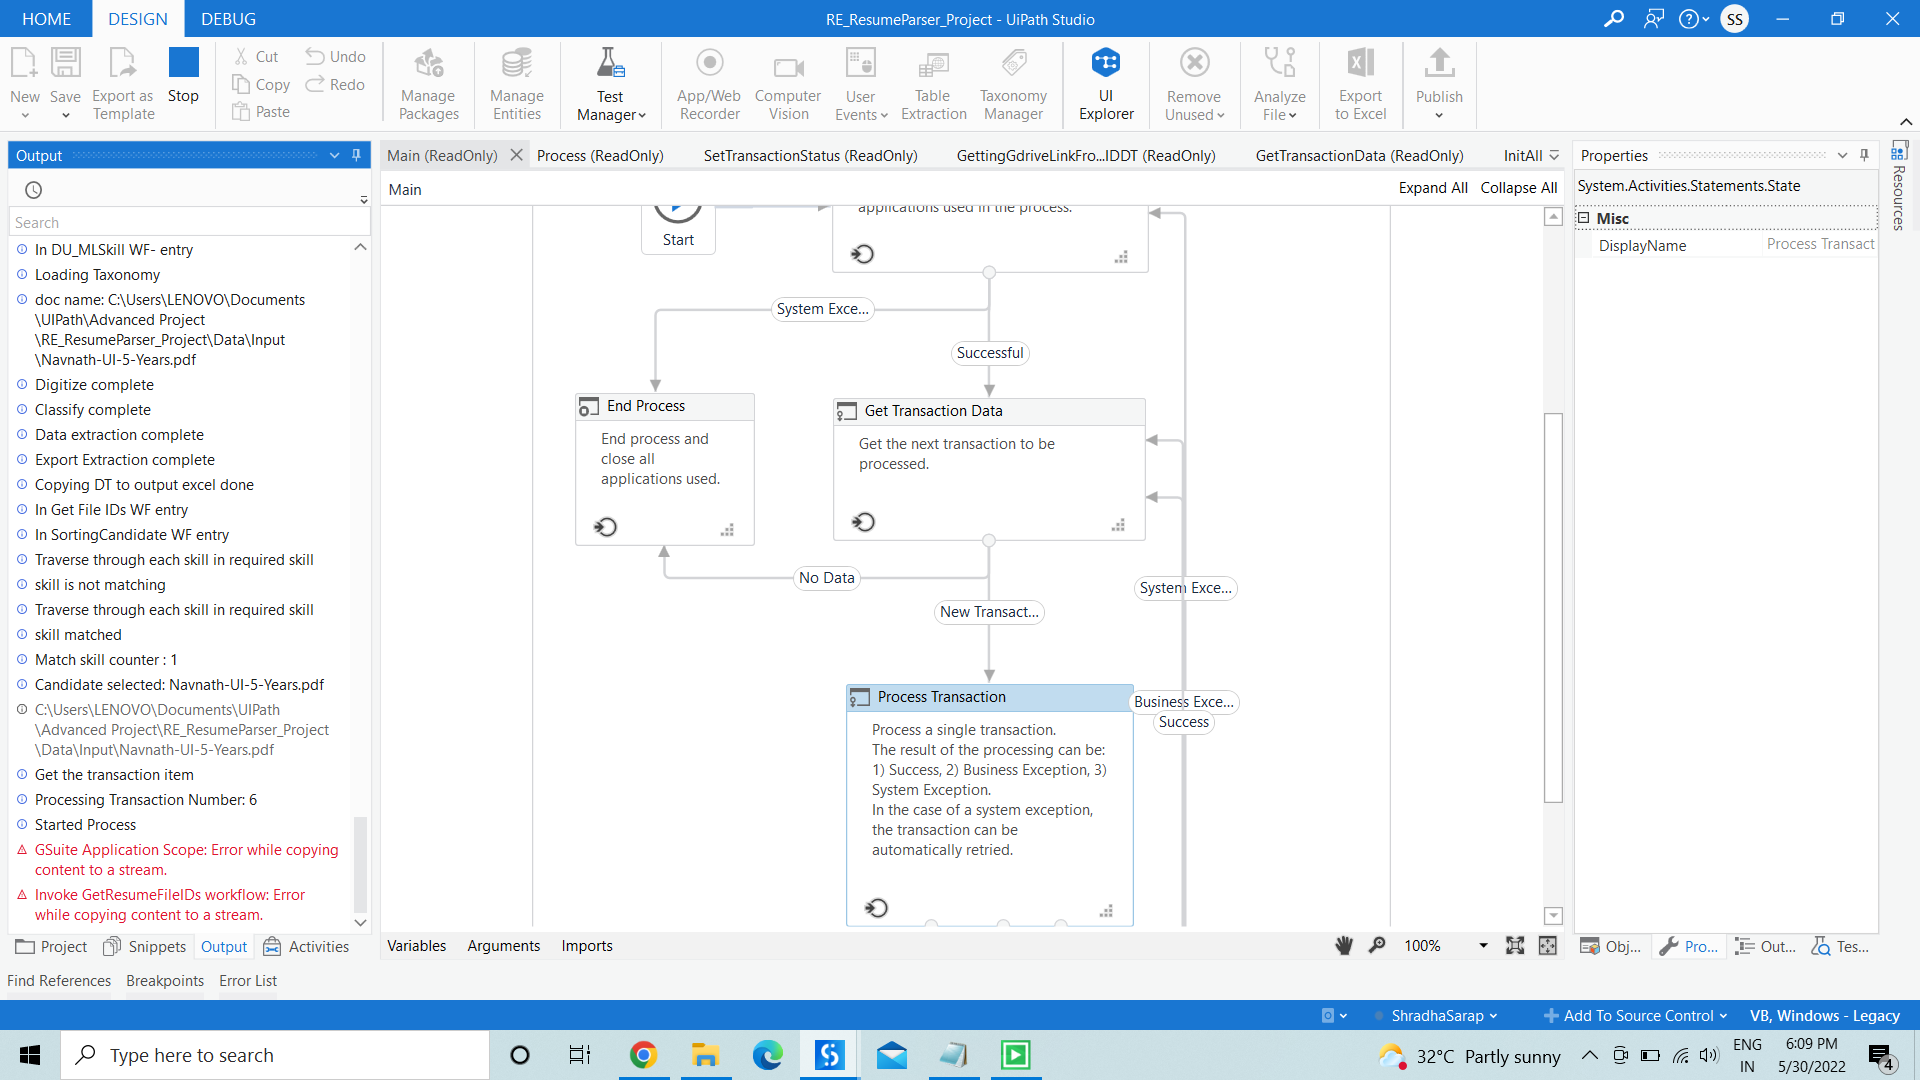 HOME DESIGN DEBUG
RE_ResumeParser_Project - UiPath Studio
SS
New
Save
Export as
Template
Stop
Cut
Copy
Paste
Undo
Redo
Manage
Packages
Manage
Entities
Test
Manager
App/Web
Recorder
Computer
Vision
User
Events
Table
Extraction
Taxonomy
Manager
UI
Explorer
Remove
Unused
Analyze
File
Export
to Excel
Publish
Output
Search
In DU_MLSkill WF- entry
Loading Taxonomy
doc name: C:\Users\LENOVO\Documents
\UIPath\Advanced Project
\RE_ResumeParser_Project\Data\Input
\Navnath-UI-5-Years.pdf
Digitize complete
Classify complete
Data extraction complete
Export Extraction complete
Copying DT to output excel done
In Get File IDs WF entry
In SortingCandidate WF entry
Traverse through each skill in required skill
skill is not matching
Traverse through each skill in required skill
skill matched
Match skill counter : 1
Candidate selected: Navnath-UI-5-Years.pdf
C:\Users\LENOVO\Documents\UIPath
\Advanced Project\RE_ResumeParser_Project
\Data\Input\Navnath-UI-5-Years.pdf
Get the transaction item
Processing Transaction Number: 6
Started Process
GSuite Application Scope: Error while copying
content to a stream.
Invoke GetResumeFileIDs workflow: Error
while copying content to a stream.
Project Snippets Output Activities
Find References Breakpoints Error List
Main (ReadOnly) Process (ReadOnly) SetTransactionStatus (ReadOnly) GettingGdriveLinkFro...IDDT (ReadOnly) GetTransactionData (ReadOnly) InitAll
Main
Expand All Collapse All
Start
applications used in the process.
System Exce...
Successful
End Process
End process and
close all
applications used.
Get Transaction Data
Get the next transaction to be
processed.
No Data
New Transact...
System Exce...
Business Exce...
Success
Process Transaction
Process a single transaction.
The result of the processing can be:
1) Success, 2) Business Exception, 3)
System Exception.
In the case of a system exception,
the transaction can be
automatically retried.
Variables Arguments Imports
100%
Properties
System.Activities.Statements.State
Misc
DisplayName Process Transact
Resources
Obj... Pro... Out... Tes...
ShradhaSarap Add To Source Control VB, Windows - Legacy
Type here to search
32°C Partly sunny
ENG
IN
6:09 PM
5/30/2022
4